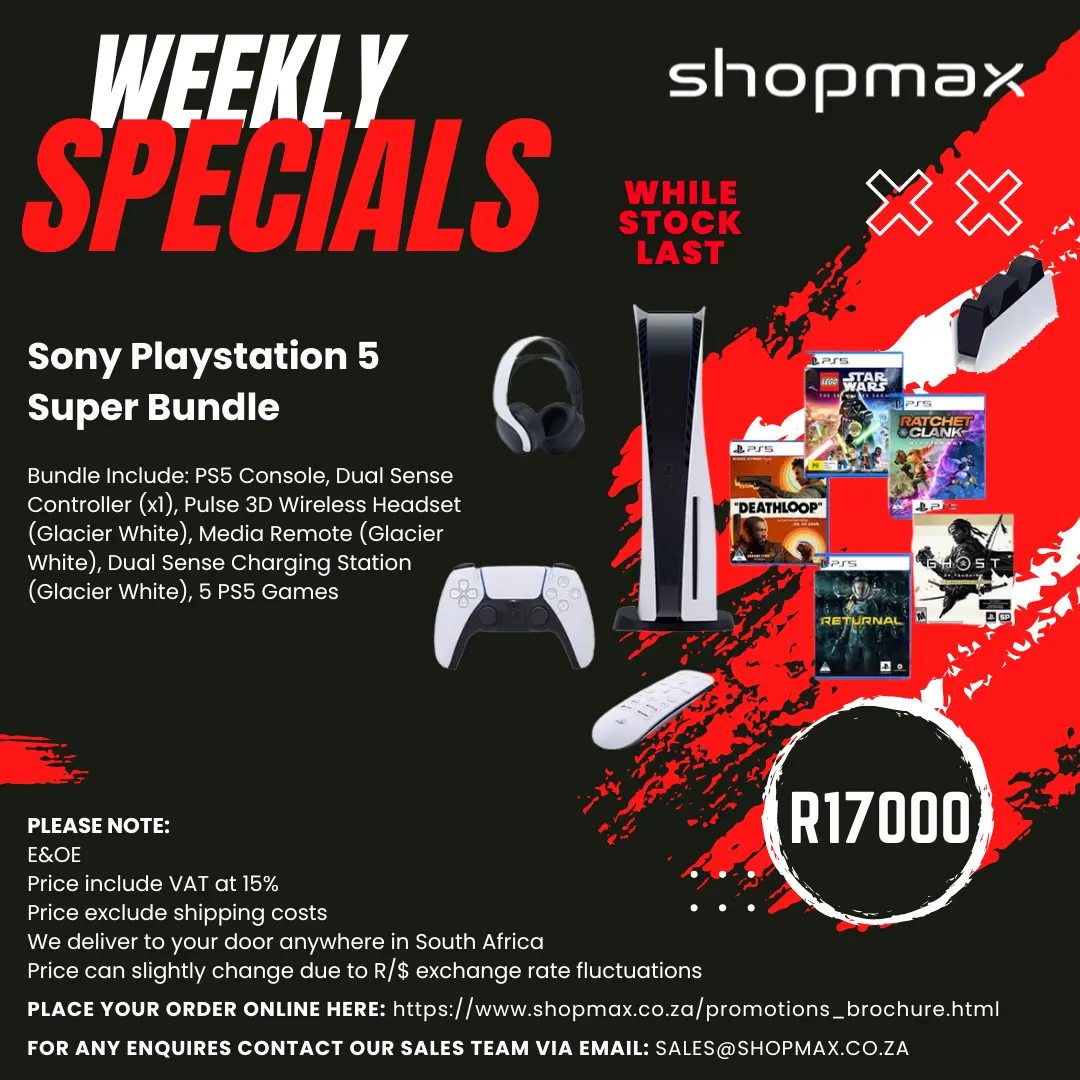 WEEKLY
SPECIALS
shopmax
WHILE
STOCK
LAST
Sony Playstation 5
Super Bundle
Bundle Include: PS5 Console, Dual Sense
Controller (x1), Pulse 3D Wireless Headset
(Glacier White), Media Remote (Glacier
White), Dual Sense Charging Station
(Glacier White), 5 PS5 Games
PS5
LEGO STAR
WARS
PS5
RATCHET
CLANK
PS5
"DEATHLOOP"
GHOST
PS5
RETURNAL
R17000
PLEASE NOTE:
E&OE
Price include VAT at 15%
Price exclude shipping costs
We deliver to your door anywhere in South Africa
Price can slightly change due to R/$ exchange rate fluctuations
PLACE YOUR ORDER ONLINE HERE: https://www.shopmax.co.za/promotions_brochure.html
FOR ANY ENQUIRES CONTACT OUR SALES TEAM VIA EMAIL: SALES@SHOPMAX.CO.ZA